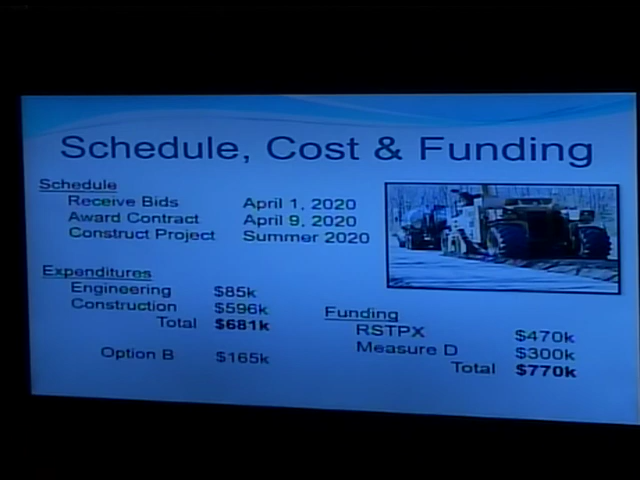 Schedule, Cost & Funding
Schedule
Receive Bids April 1, 2020
Award Contract April 9, 2020
Construct Project Summer 2020
Expenditures
Engineering $85k
Construction $596k
Total $681k
Option B $165k
Funding
RSTPX $470k
Measure D $300k
Total $770k